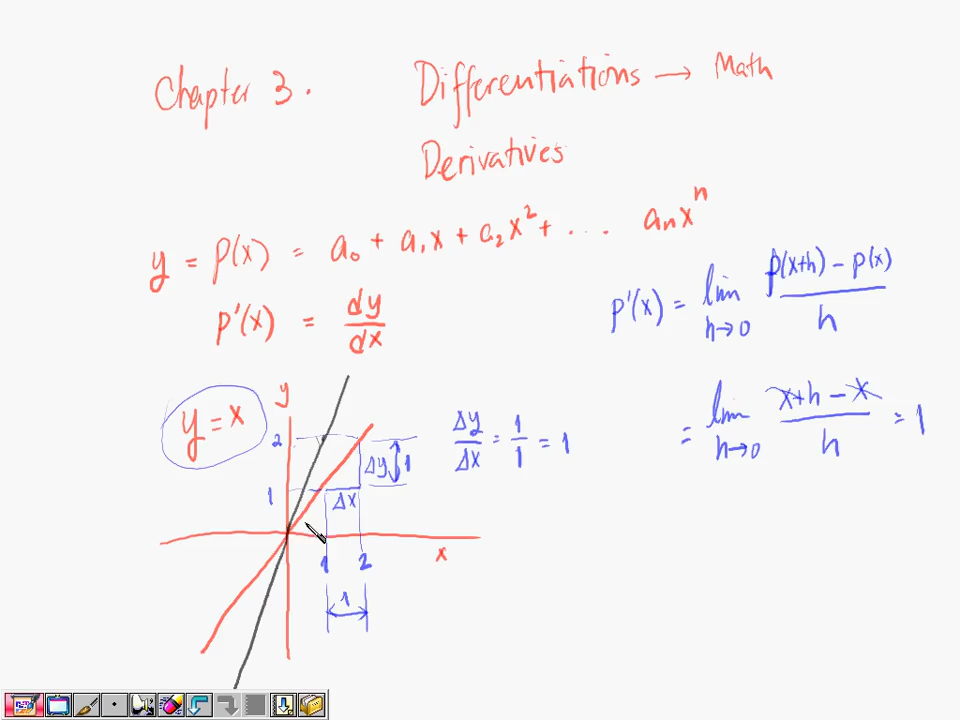 Chapter 3. Differentiations → Math
Derivatives
y = P(x) = a₀ + a₁x + a₂x² + ... aₙxⁿ
p'(x) = dy/dx
p'(x) = lim h→0 (p(x+h) - p(x))/h
= lim h→0 (x+h - x)/h = 1
y = x
y
2
1
Δy/Δx = 1/1 = 1
Δy 1
Δx
1 2
x
1